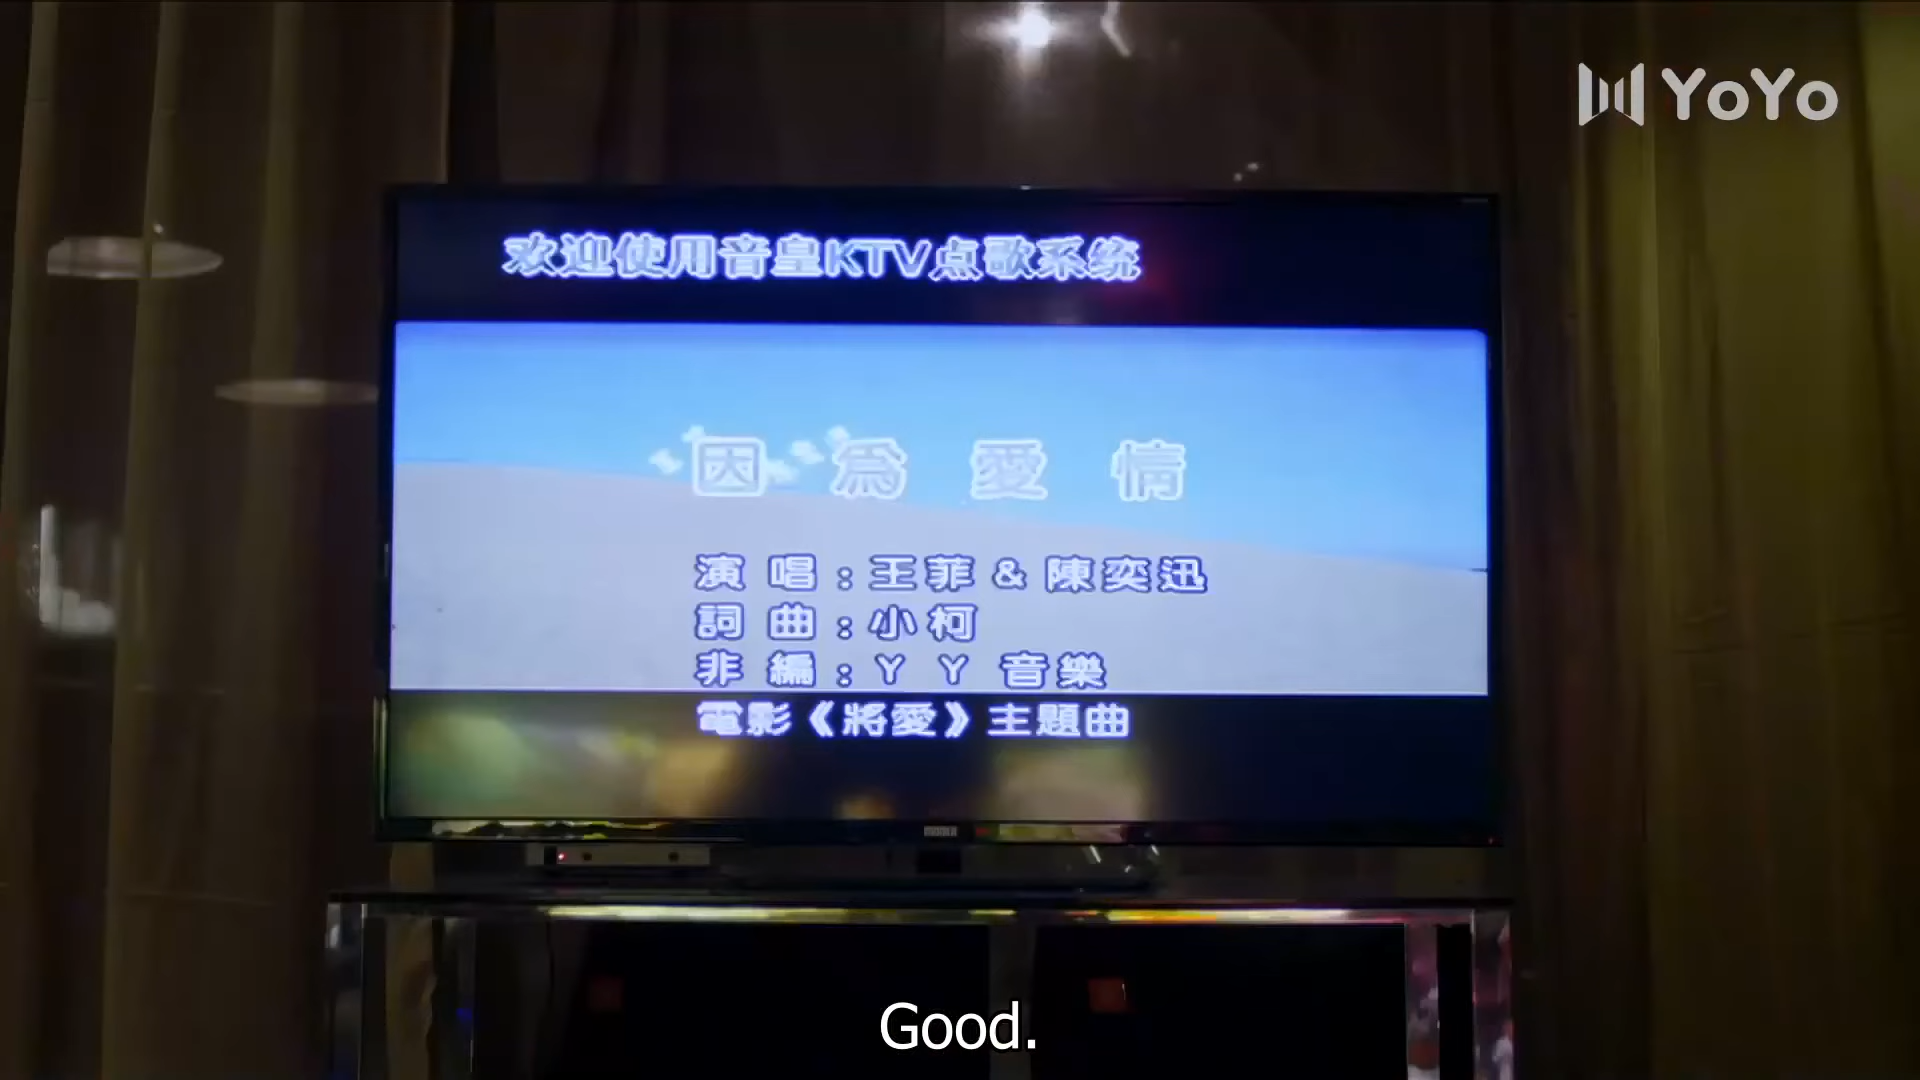 YoYo
欢迎使用音皇KTV点歌系统
因為愛情
演唱:王菲&陳奕迅
詞曲:小柯
非編:YY音樂
電影《將愛》主題曲
Good.